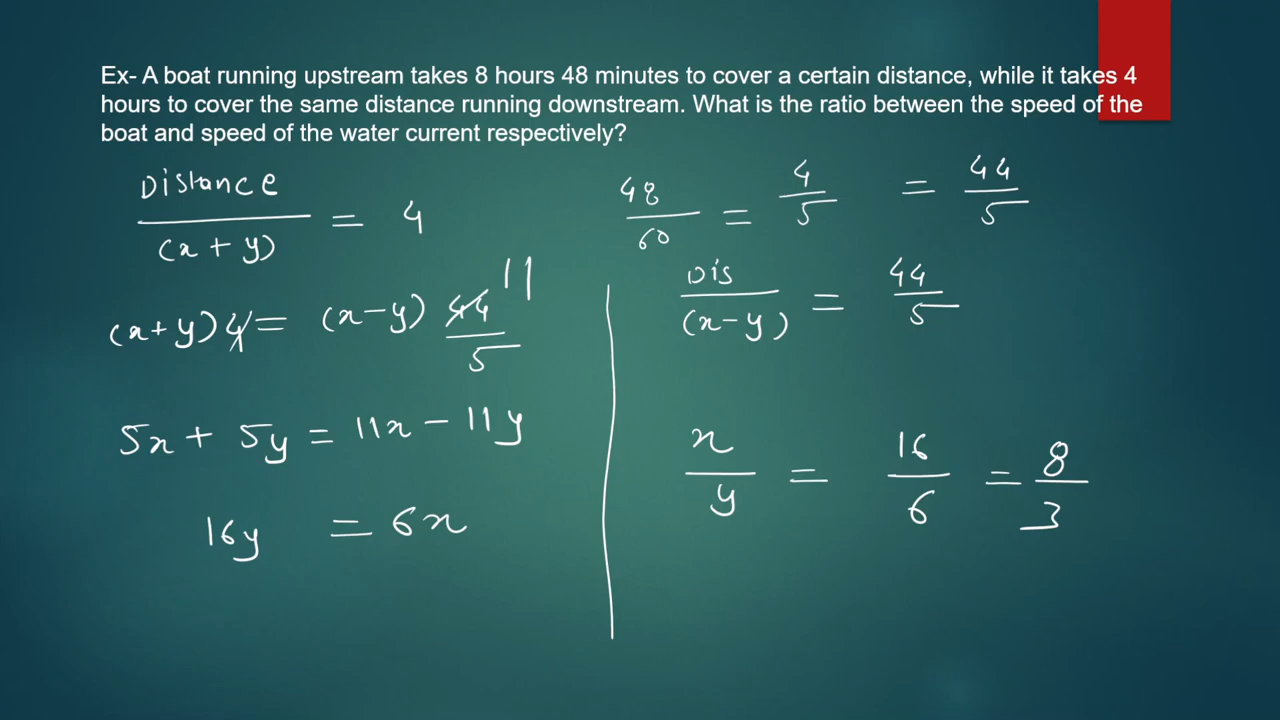 Ex- A boat running upstream takes 8 hours 48 minutes to cover a certain distance, while it takes 4
hours to cover the same distance running downstream. What is the ratio between the speed of the
boat and speed of the water current respectively?
Distance
/ (x + y) = 4
48/60 = 4/5 = 44/5
Dis/(x-y) = 44/5
(x+y) 4 = (x-y) 44/5 11
5x + 5y = 11x - 11y
16y = 6x
x/y = 16/6 = 8/3